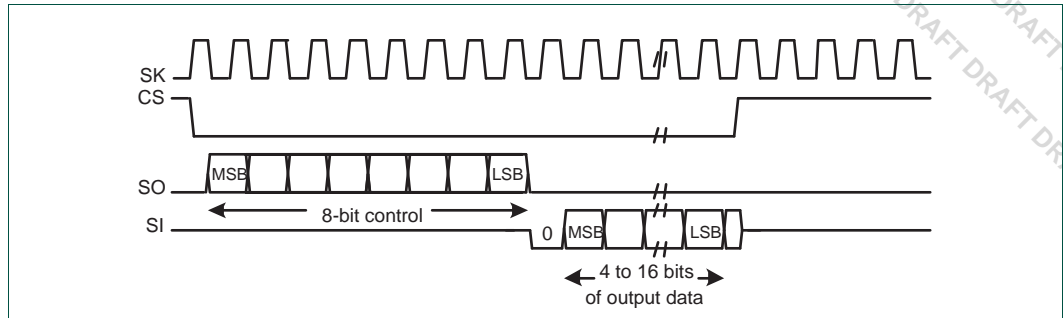 SK
CS
SO
MSB
LSB
8-bit control
SI
0
MSB
LSB
4 to 16 bits
of output data
DRAFT DRAFT DRAFT
DRAFT